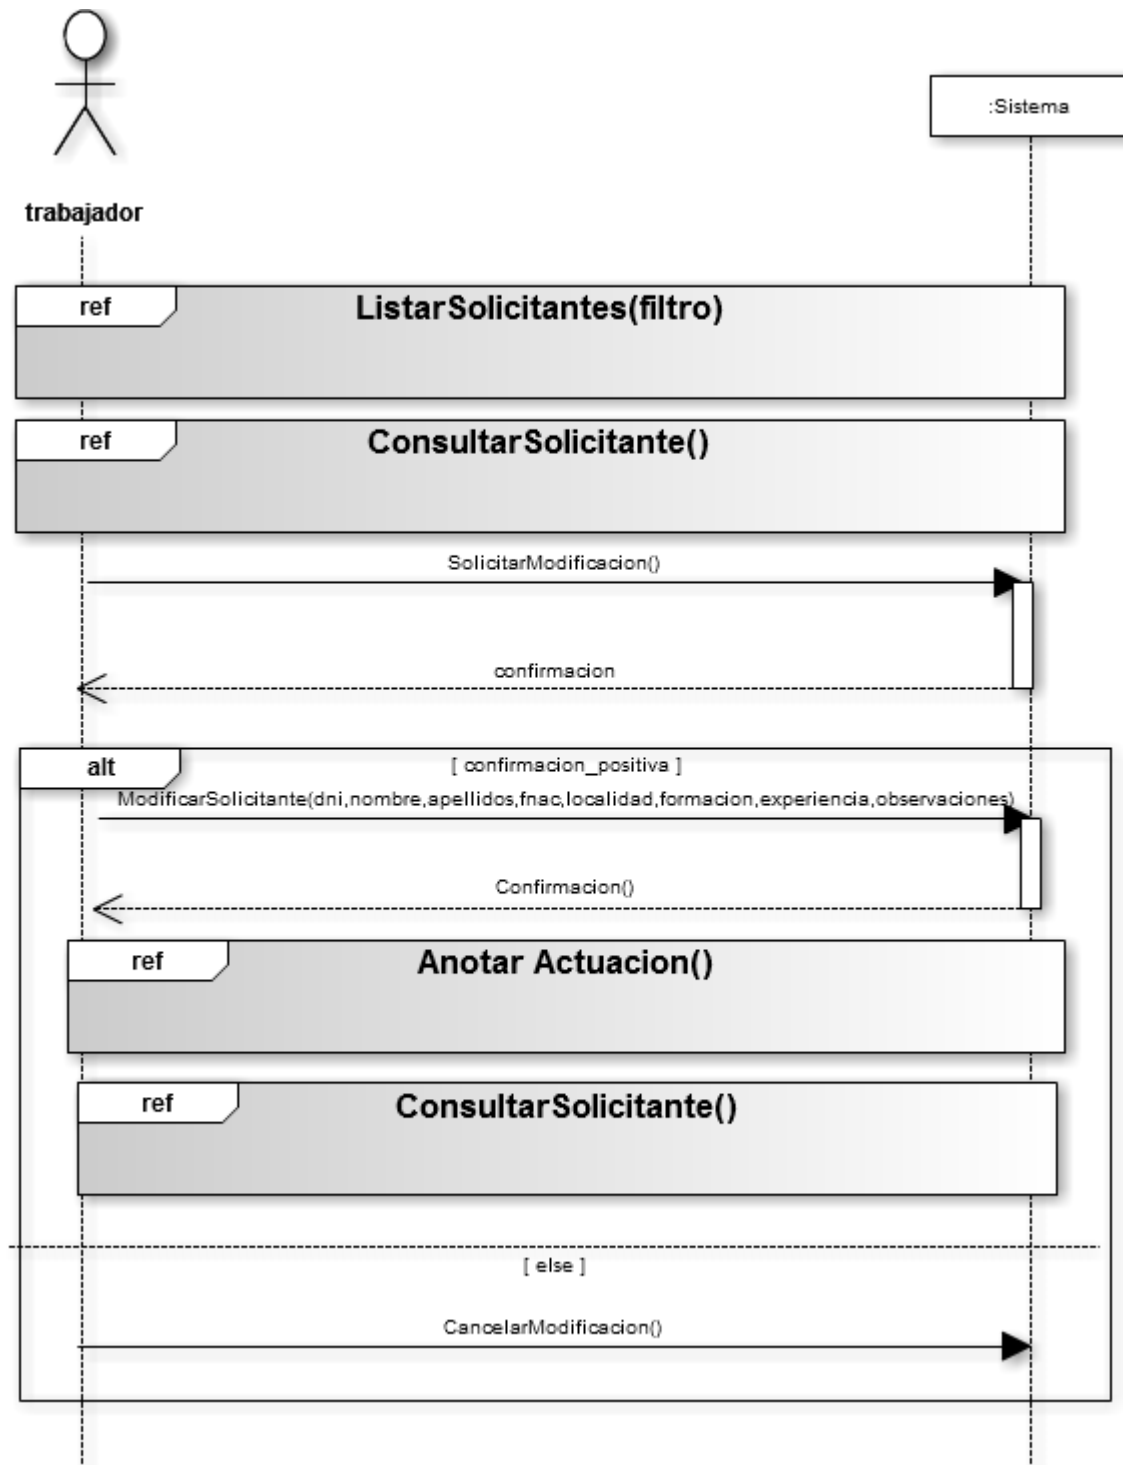 :Sistema
trabajador
ref
ListarSolicitantes(filtro)
ref
ConsultarSolicitante()
SolicitarModificacion()
confirmacion
alt
[ confirmacion_positiva ]
ModificarSolicitante(dni,nombre,apellidos,fnac,localidad,formacion,experiencia,observaciones)
Confirmacion()
ref
Anotar Actuacion()
ref
ConsultarSolicitante()
[ else ]
CancelarModificacion()